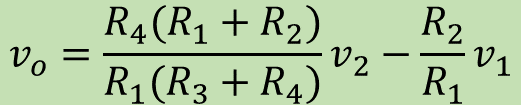 $v_o = \frac{R_4(R_1 + R_2)}{R_1(R_3 + R_4)} v_2 - \frac{R_2}{R_1} v_1$